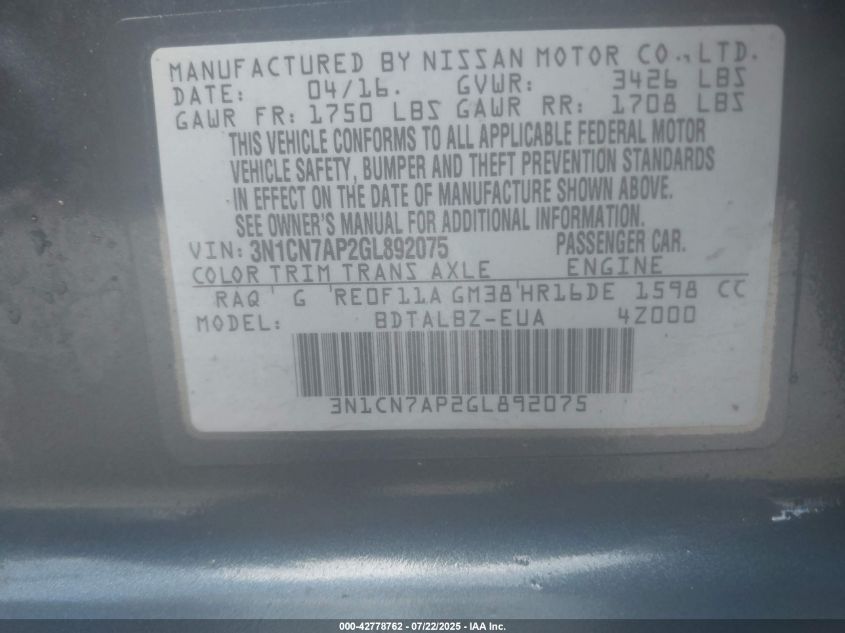 MANUFACTURED BY NISSAN MOTOR CO., LTD.
DATE: 04/16. GVWR: 3426 LBS
GAWR FR: 1750 LBS GAWR RR: 1708 LBS
THIS VEHICLE CONFORMS TO ALL APPLICABLE FEDERAL MOTOR
VEHICLE SAFETY, BUMPER AND THEFT PREVENTION STANDARDS
IN EFFECT ON THE DATE OF MANUFACTURE SHOWN ABOVE.
SEE OWNER'S MANUAL FOR ADDITIONAL INFORMATION.
VIN: 3N1CN7AP2GL892075 PASSENGER CAR.
COLOR TRIM TRANS AXLE ENGINE
RAQ G RE0F11A GM38 HR16DE 1598 CC
MODEL: BDTALBZ-EUA 4Z000
3N1CN7AP2GL892075
000-42778762 - 07/22/2025 - IAA Inc.